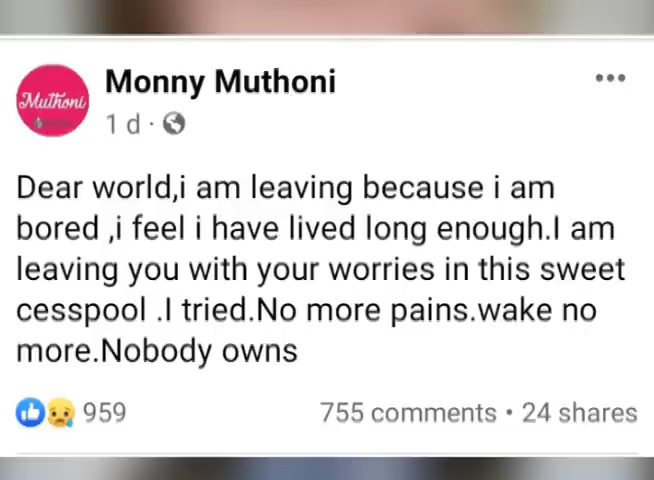 Monny Muthoni
Muthoni
1 d
Dear world,i am leaving because i am
bored ,i feel i have lived long enough.I am
leaving you with your worries in this sweet
cesspool .I tried.No more pains.wake no
more.Nobody owns
959
755 comments • 24 shares